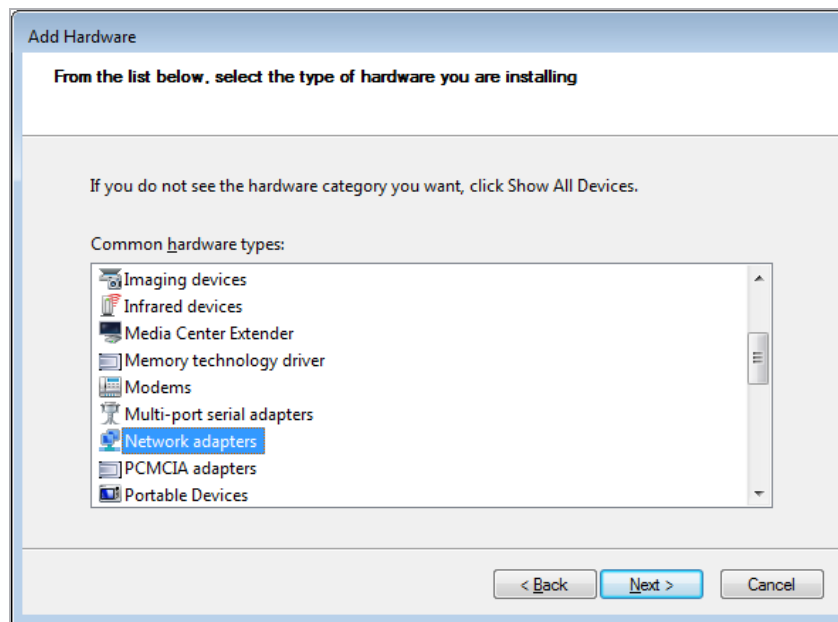 Add Hardware
From the list below, select the type of hardware you are installing
If you do not see the hardware category you want, click Show All Devices.
Common hardware types:
Imaging devices
Infrared devices
Media Center Extender
Memory technology driver
Modems
Multi-port serial adapters
Network adapters
PCMCIA adapters
Portable Devices
< Back Next > Cancel